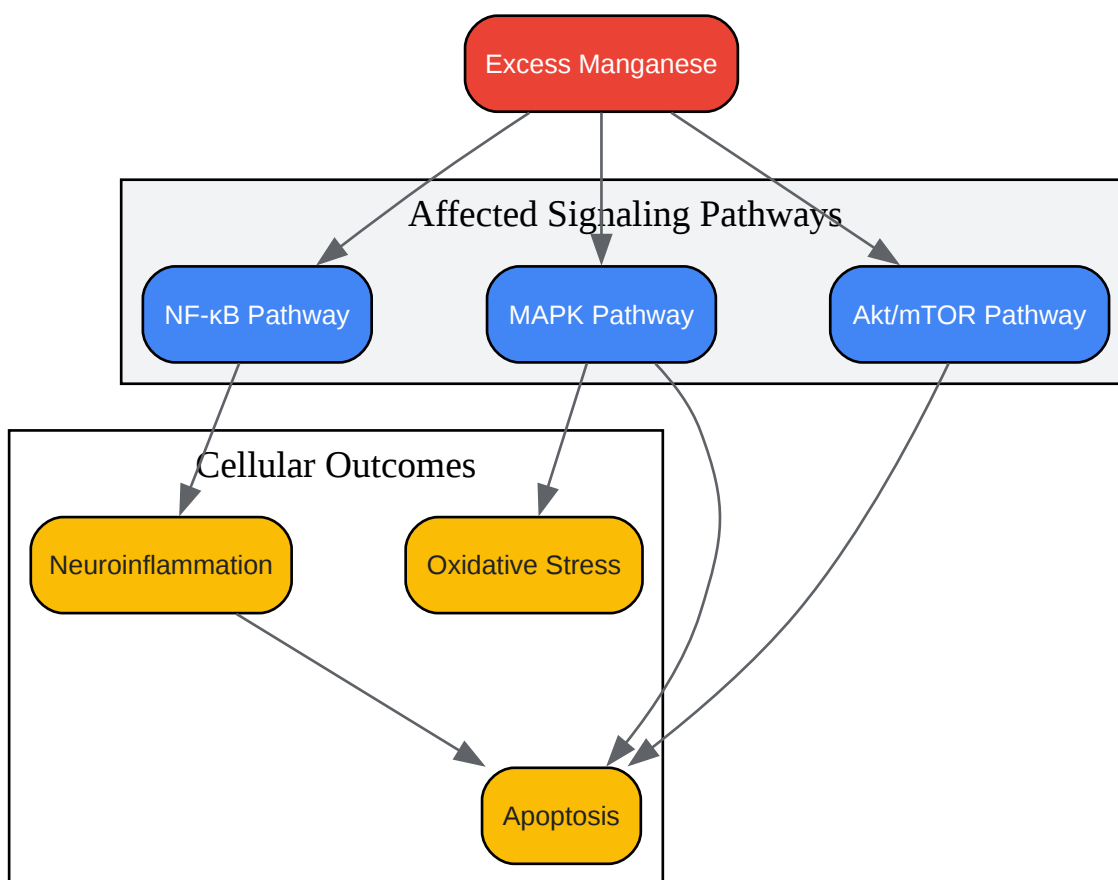 Excess Manganese
Affected Signaling Pathways
NF-κB Pathway
MAPK Pathway
Akt/mTOR Pathway
Cellular Outcomes
Neuroinflammation
Oxidative Stress
Apoptosis